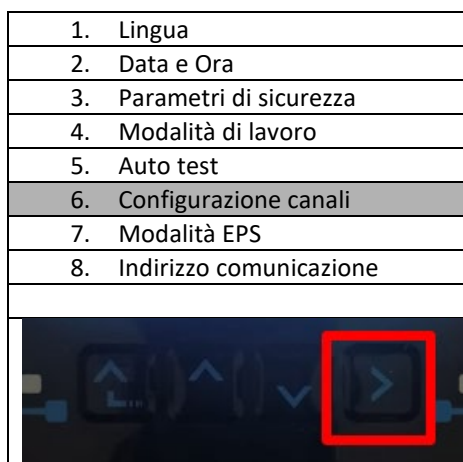 1. Lingua
2. Data e Ora
3. Parametri di sicurezza
4. Modalità di lavoro
5. Auto test
6. Configurazione canali
7. Modalità EPS
8. Indirizzo comunicazione